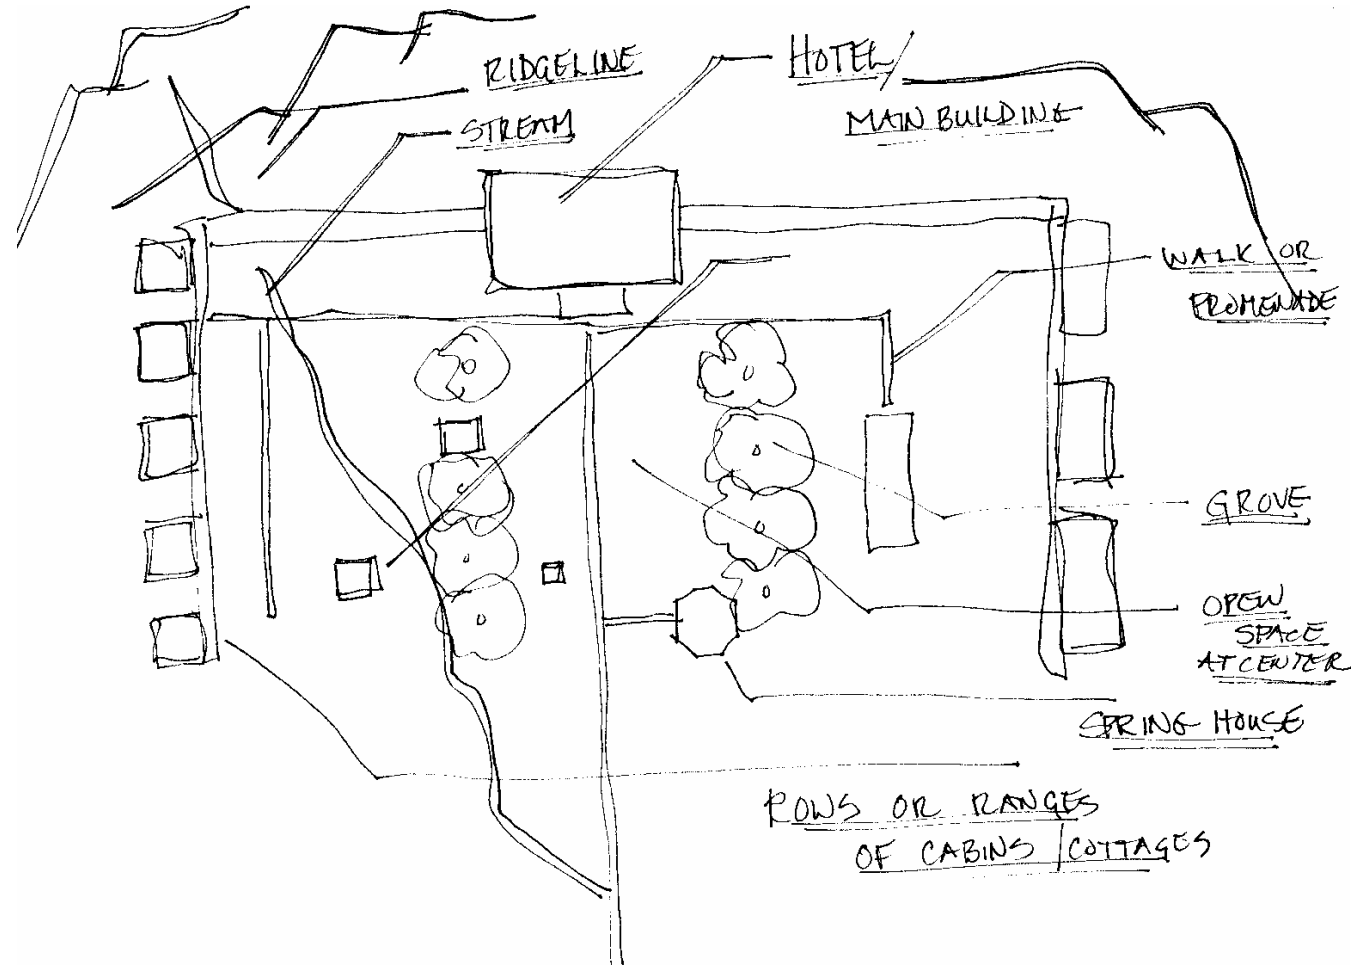 RIDGELINE
HOTEL/
MAIN BUILDING
STREAM
WALK OR
PROMENADE
GROVE
OPEN
SPACE
AT CENTER
SPRING HOUSE
ROWS OR RANGES
OF CABINS / COTTAGES